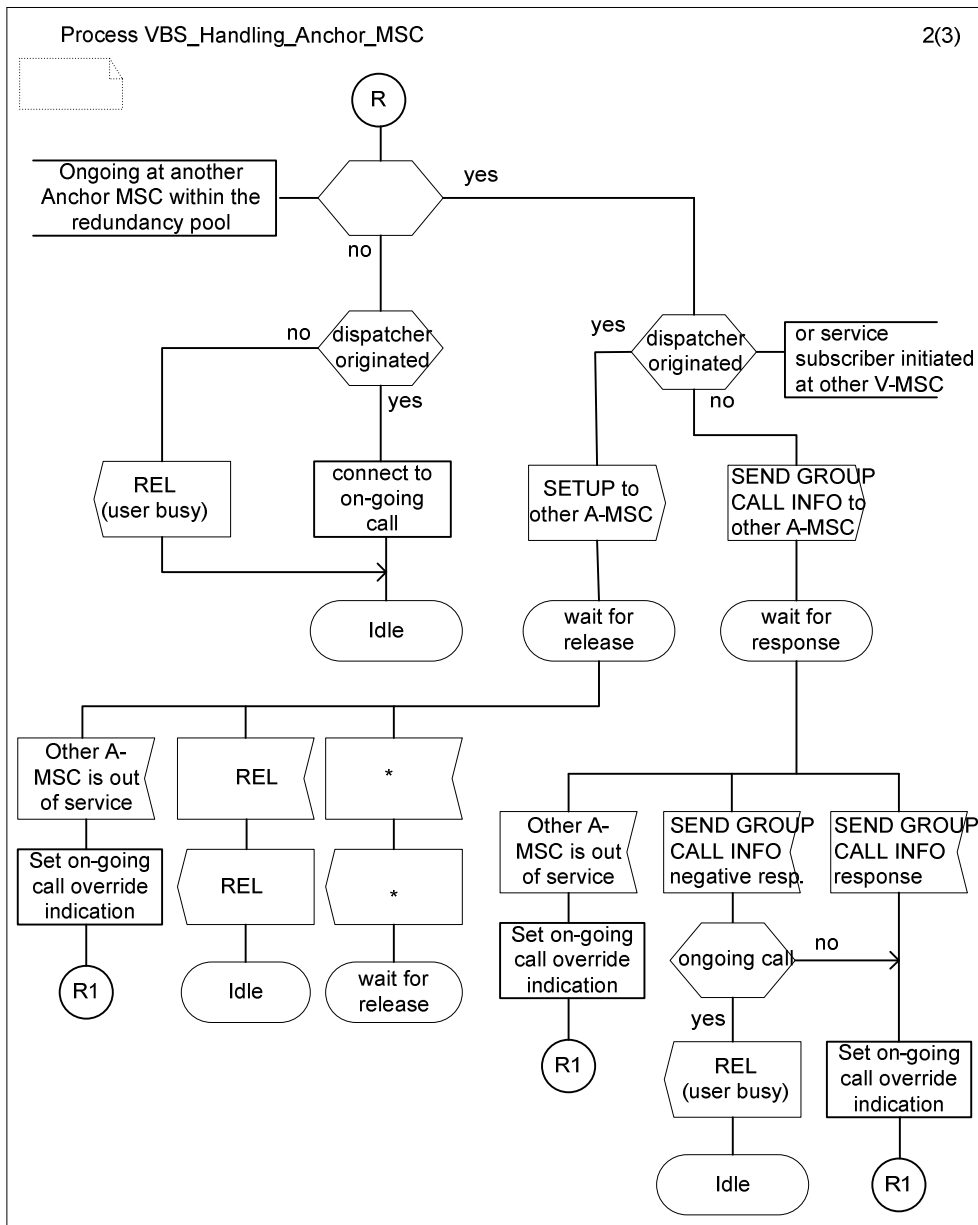 Process VBS_Handling_Anchor_MSC
2(3)
R
Ongoing at another
Anchor MSC within the
redundancy pool
yes
no
no
dispatcher
originated
yes
yes
dispatcher
originated
no
or service
subscriber initiated
at other V-MSC
REL
(user busy)
connect to
on-going
call
SETUP to
other A-MSC
SEND GROUP
CALL INFO to
other A-MSC
Idle
wait for
release
wait for
response
Other A-
MSC is out
of service
REL
*
Set on-going
call override
indication
REL
*
R1
Idle
wait for
release
Other A-
MSC is out
of service
SEND GROUP
CALL INFO
negative resp.
SEND GROUP
CALL INFO
response
Set on-going
call override
indication
ongoing call
no
yes
R1
REL
(user busy)
Set on-going
call override
indication
Idle
R1